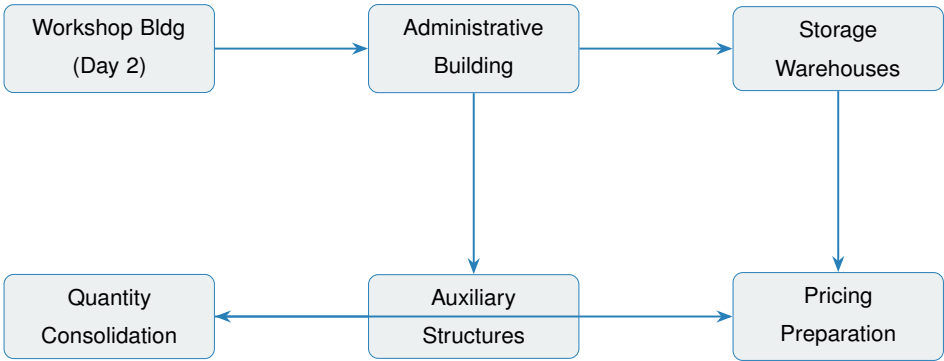 Workshop Bldg
(Day 2)
Administrative
Building
Storage
Warehouses
Quantity
Consolidation
Auxiliary
Structures
Pricing
Preparation